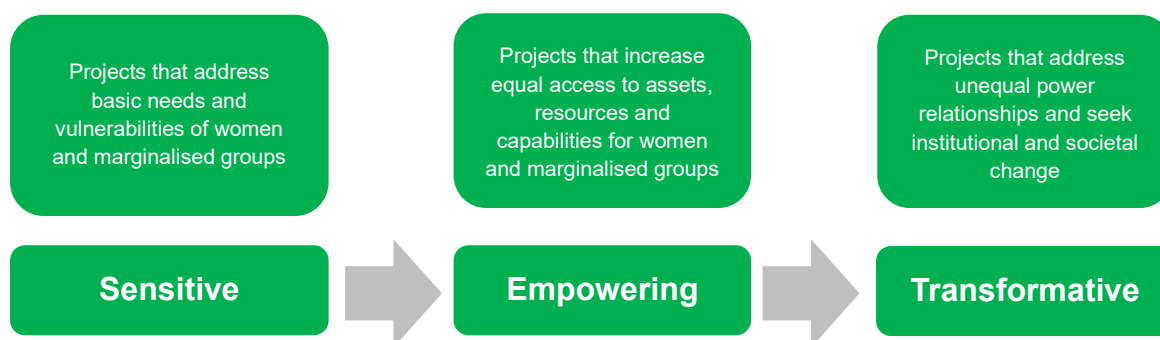 Projects that address
basic needs and
vulnerabilities of women
and marginalised groups
Projects that increase
equal access to assets,
resources and
capabilities for women
and marginalised groups
Projects that address
unequal power
relationships and seek
institutional and societal
change
Sensitive
Empowering
Transformative